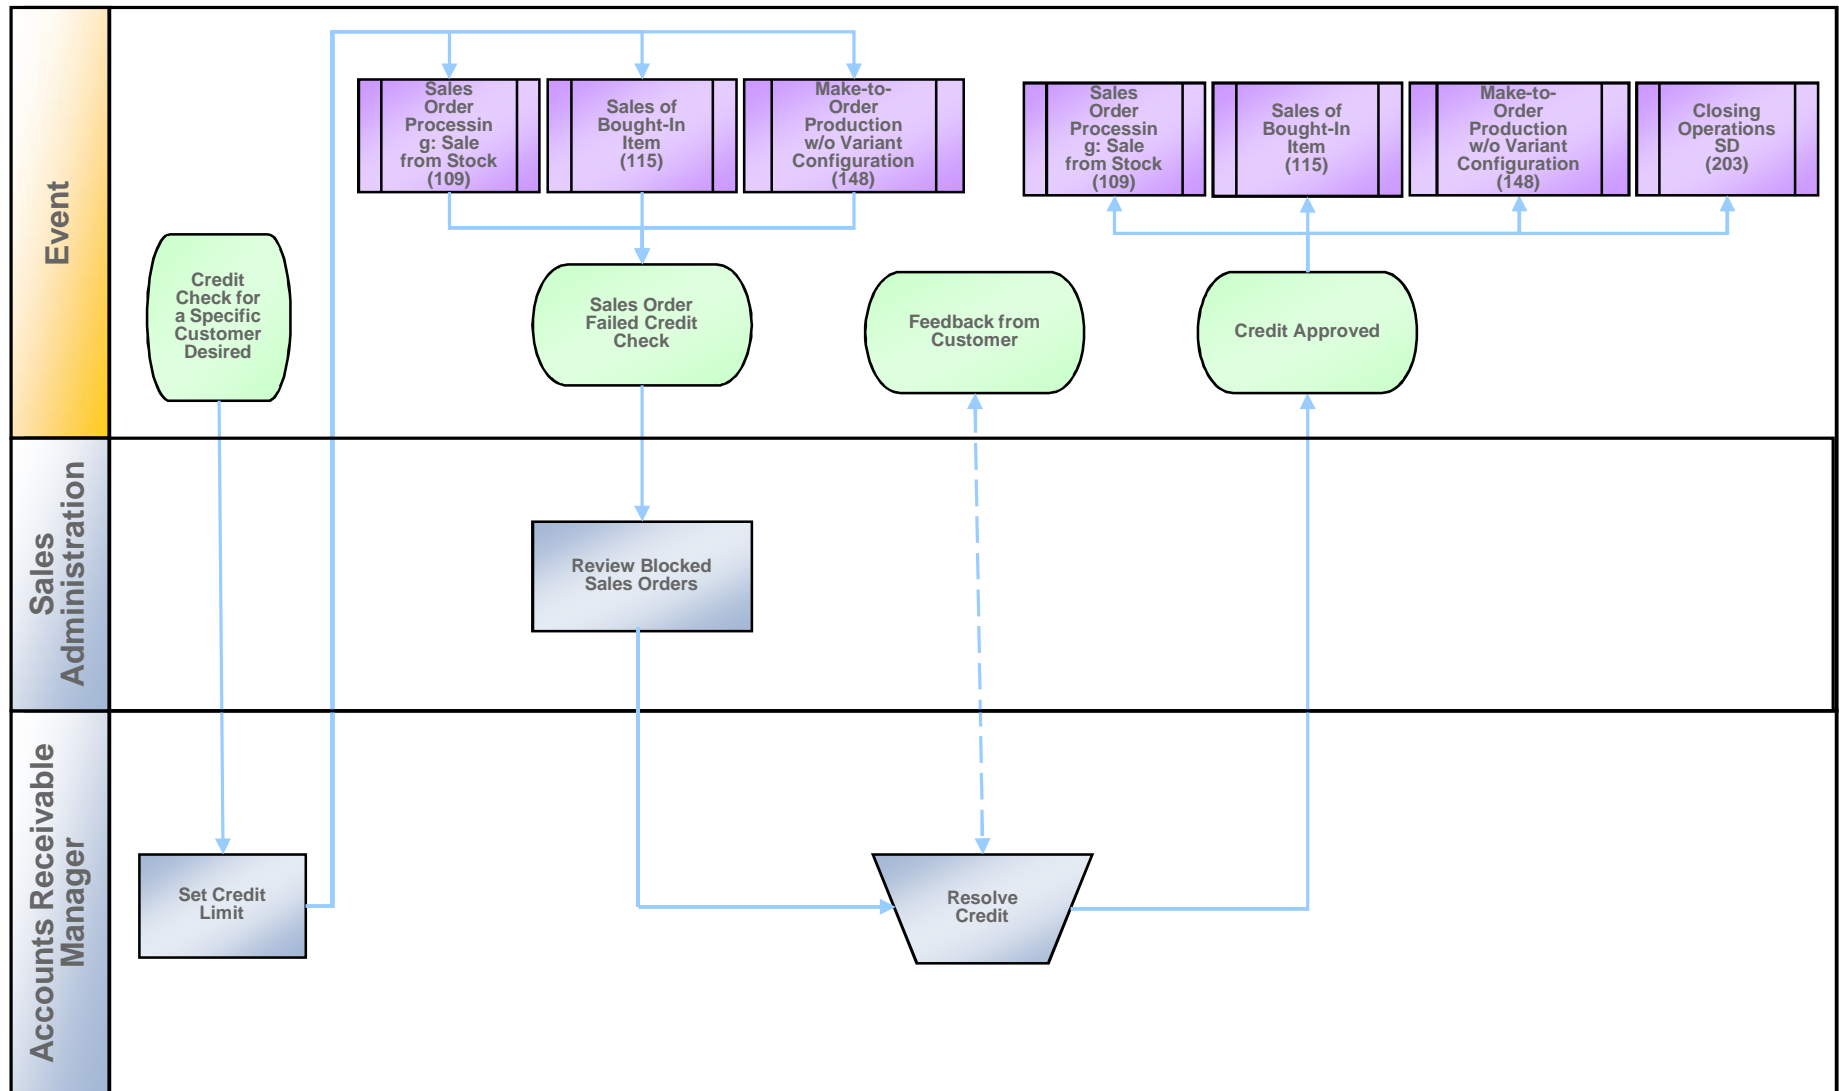 Event
Sales
Order
Processin
g: Sale
from Stock
(109)
Sales of
Bought-In
Item
(115)
Make-to-
Order
Production
w/o Variant
Configuration
(148)
Sales
Order
Processin
g: Sale
from Stock
(109)
Sales of
Bought-In
Item
(115)
Make-to-
Order
Production
w/o Variant
Configuration
(148)
Closing
Operations
SD
(203)
Credit
Check for
a Specific
Customer
Desired
Sales Order
Failed Credit
Check
Feedback from
Customer
Credit Approved
Sales
Administration
Review Blocked
Sales Orders
Accounts Receivable
Manager
Set Credit
Limit
Resolve
Credit